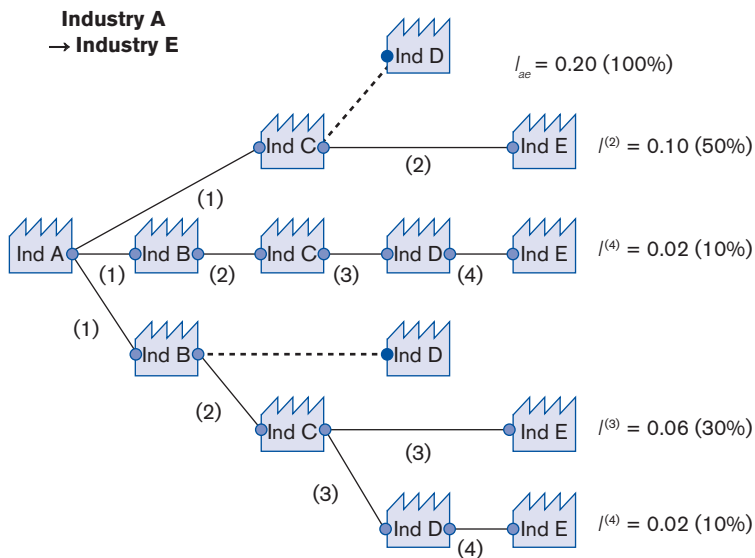 Industry A
→ Industry E
Ind D
l_ae = 0.20 (100%)
Ind C
(2)
Ind E
l^(2) = 0.10 (50%)
(1)
Ind A
(1)
Ind B
(2)
Ind C
(3)
Ind D
(4)
Ind E
l^(4) = 0.02 (10%)
(1)
Ind B
Ind D
(2)
Ind C
(3)
Ind E
l^(3) = 0.06 (30%)
(3)
Ind D
(4)
Ind E
l^(4) = 0.02 (10%)